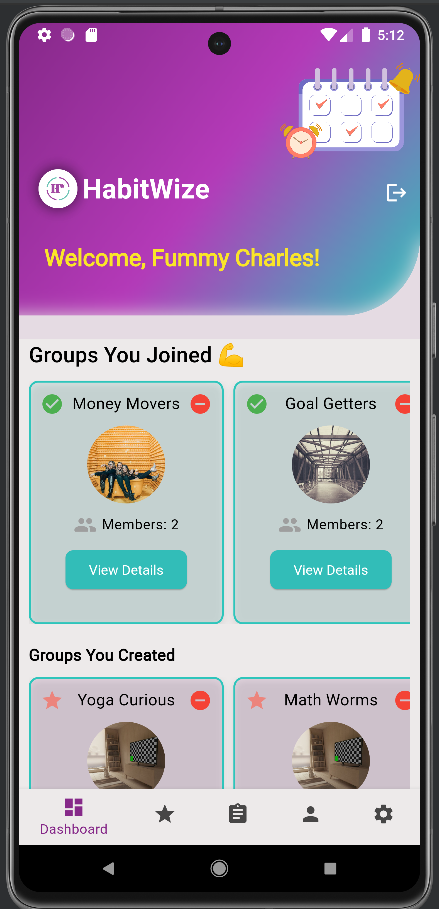 5:12
HabitWize
Welcome, Fummy Charles!
Groups You Joined 💪
Money Movers
Goal Getters
Members: 2
Members: 2
View Details
View Details
Groups You Created
Yoga Curious
Math Worms
Dashboard